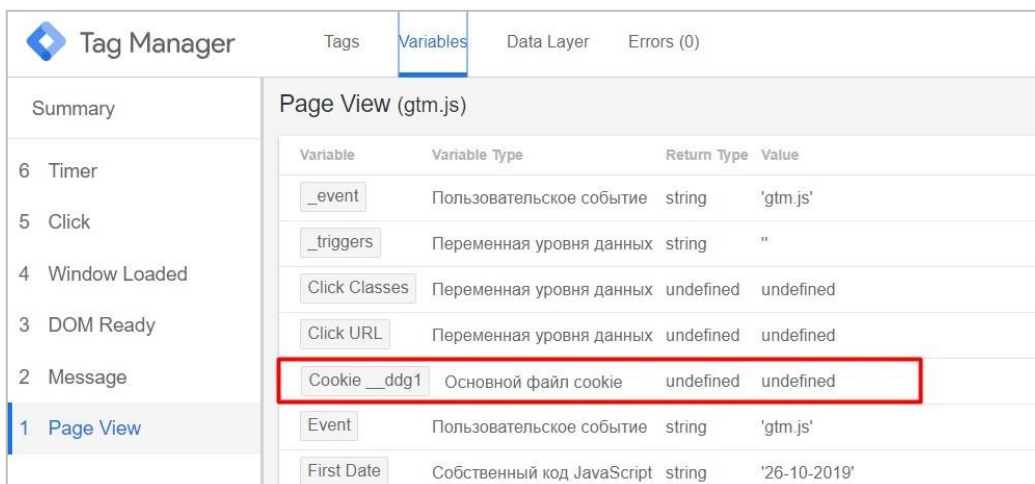 Tag Manager Tags Variables Data Layer Errors (0)
Summary
6 Timer
5 Click
4 Window Loaded
3 DOM Ready
2 Message
1 Page View
Page View (gtm.js)
Variable Variable Type Return Type Value
_event Пользовательское событие string 'gtm.js'
_triggers Переменная уровня данных string ''
Click Classes Переменная уровня данных undefined undefined
Click URL Переменная уровня данных undefined undefined
Cookie __ddg1 Основной файл cookie undefined undefined
Event Пользовательское событие string 'gtm.js'
First Date Собственный код JavaScript string '26-10-2019'